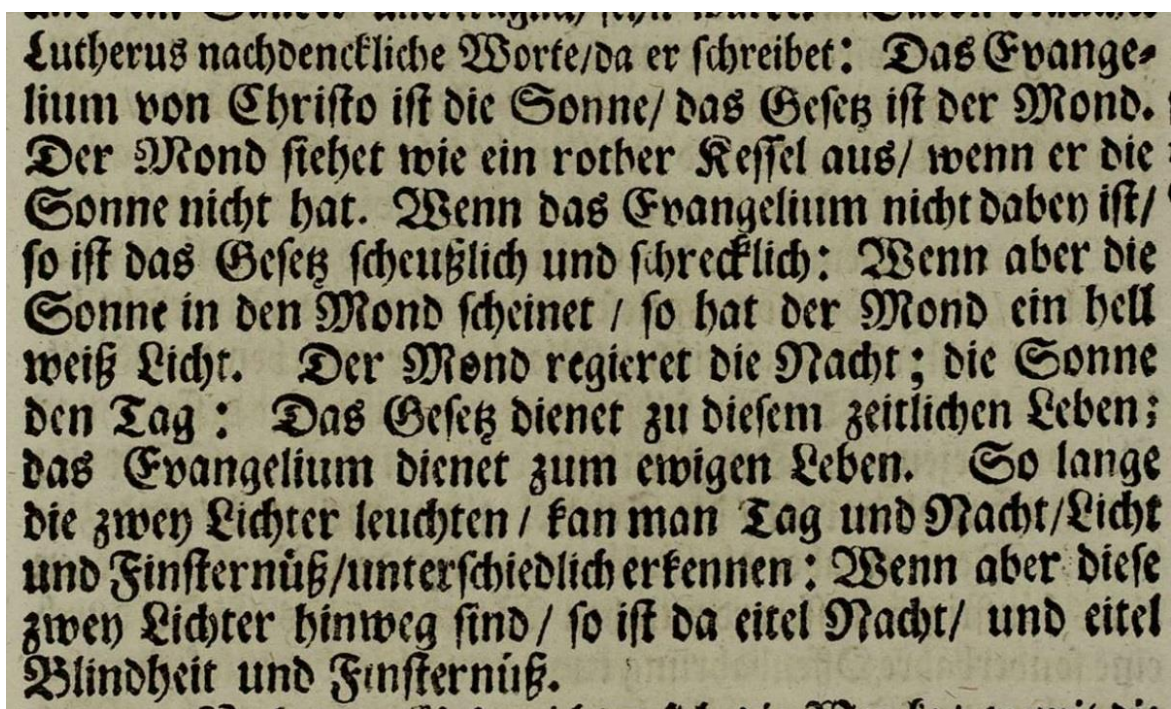 Lutherus nachdenckliche Worte/da er schreibet: Das Evange-
lium von Christo ist die Sonne/ das Gesetz ist der Mond.
Der Mond siehet wie ein rother Kessel aus/ wenn er die
Sonne nicht hat. Wenn das Evangelium nicht dabey ist/
so ist das Gesetz scheußlich und schrecklich: Wenn aber die
Sonne in den Mond scheinet / so hat der Mond ein hell
weiß Licht. Der Mond regieret die Nacht; die Sonne
den Tag: Das Gesetz dienet zu diesem zeitlichen Leben;
das Evangelium dienet zum ewigen Leben. So lange
die zwey Lichter leuchten / kan man Tag und Nacht/Licht
und Finsternüß/unterschiedlich erkennen: Wenn aber diese
zwey Lichter hinweg sind / so ist da eitel Nacht/ und eitel
Blindheit und Finsternüß.